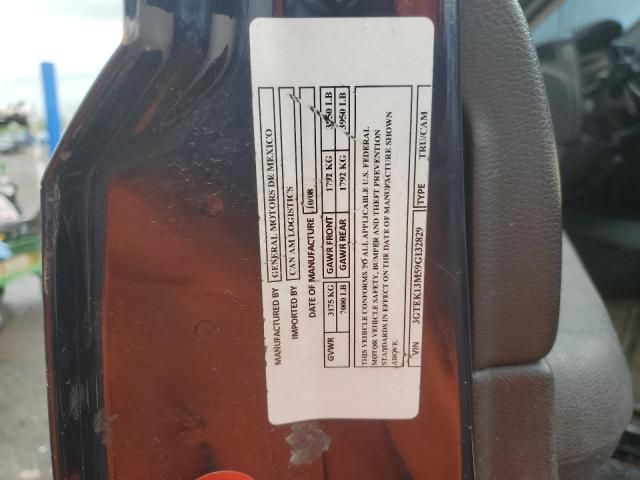 MANUFACTURED BY GENERAL MOTORS DE MEXICO
IMPORTED BY CAN AM LOGISTICS
DATE OF MANUFACTURE 10/08
GVWR 3175 KG GAWR FRONT 1792 KG 3950 LB
7000 LB GAWR REAR 1792 KG 3950 LB
THIS VEHICLE CONFORMS TO ALL APPLICABLE U.S. FEDERAL
MOTOR VEHICLE SAFETY, BUMPER AND THEFT PREVENTION
STANDARDS IN EFFEK ON THE DATE OF MANUFACTURE SHOWN
ABOVE.
VIN 3GTEK13M59G132829 TYPE TRU/CAM